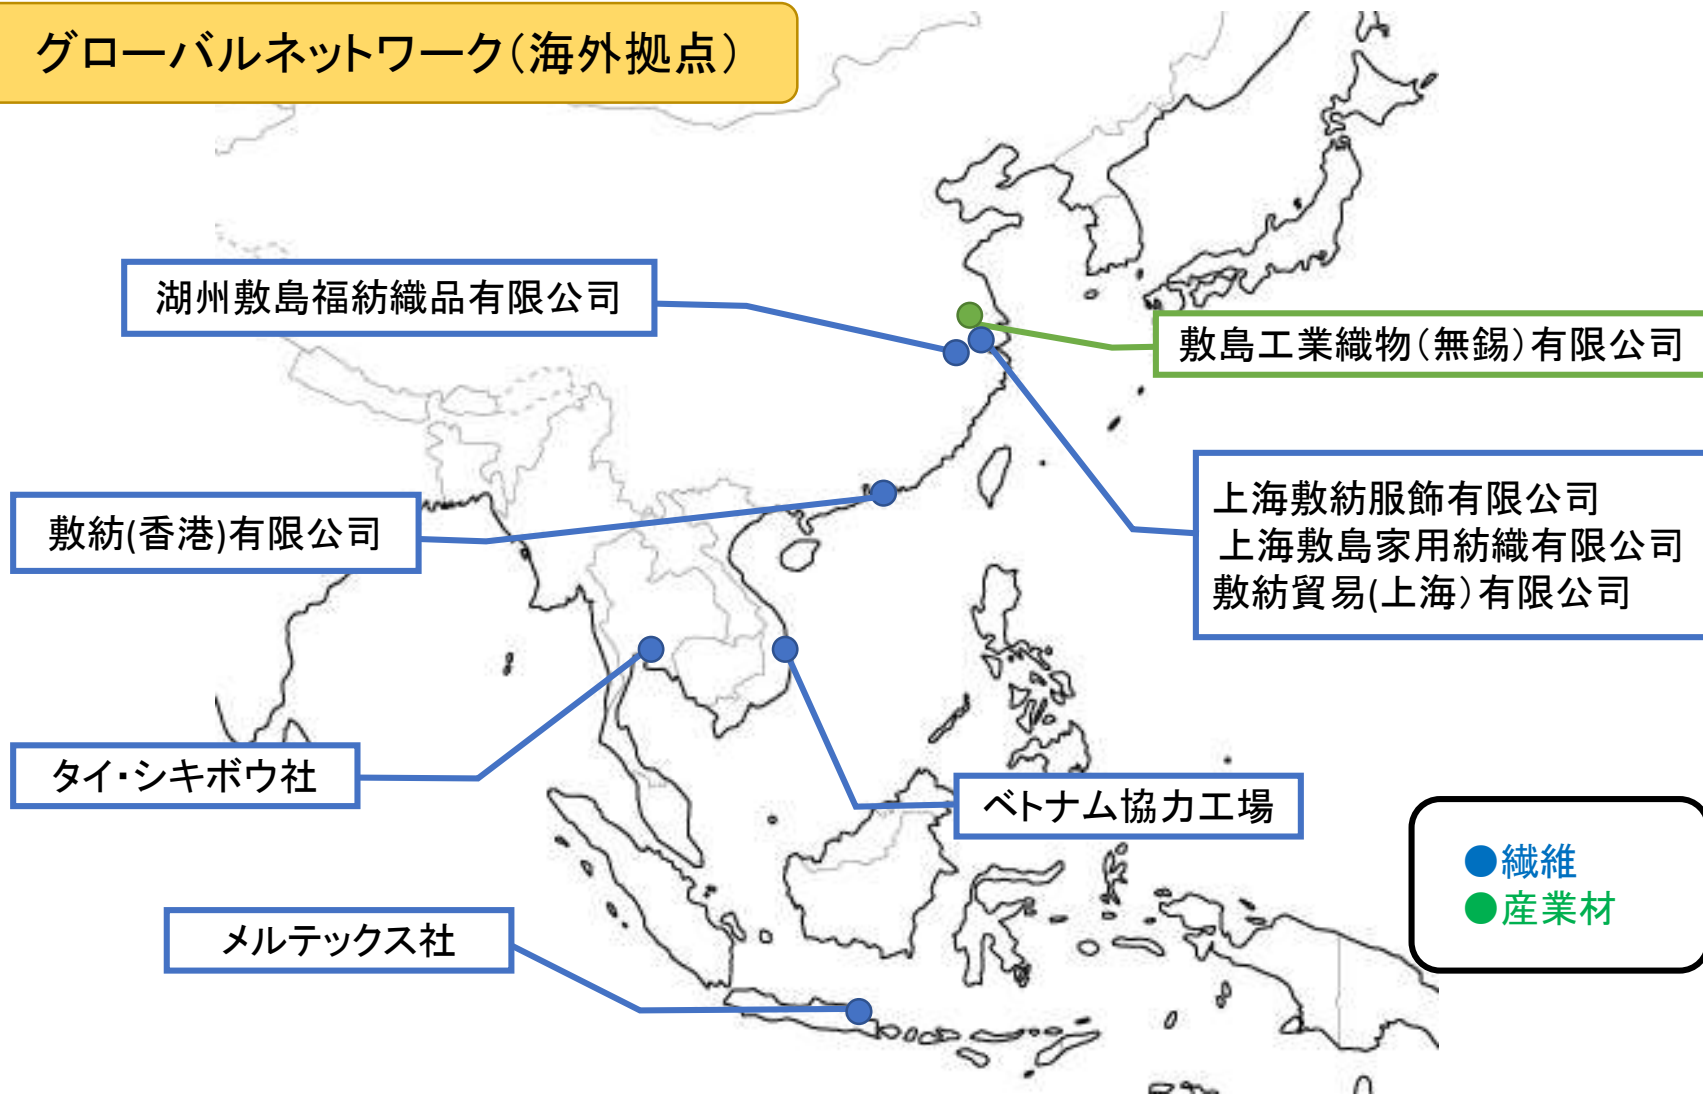 グローバルネットワーク（海外拠点）
湖州敷島福紡織品有限公司
敷島工業織物（無錫）有限公司
上海敷紡服飾有限公司
上海敷島家用紡織有限公司
敷紡貿易(上海）有限公司
敷紡(香港)有限公司
タイ・シキボウ社
ベトナム協力工場
メルテックス社
●繊維
●産業材